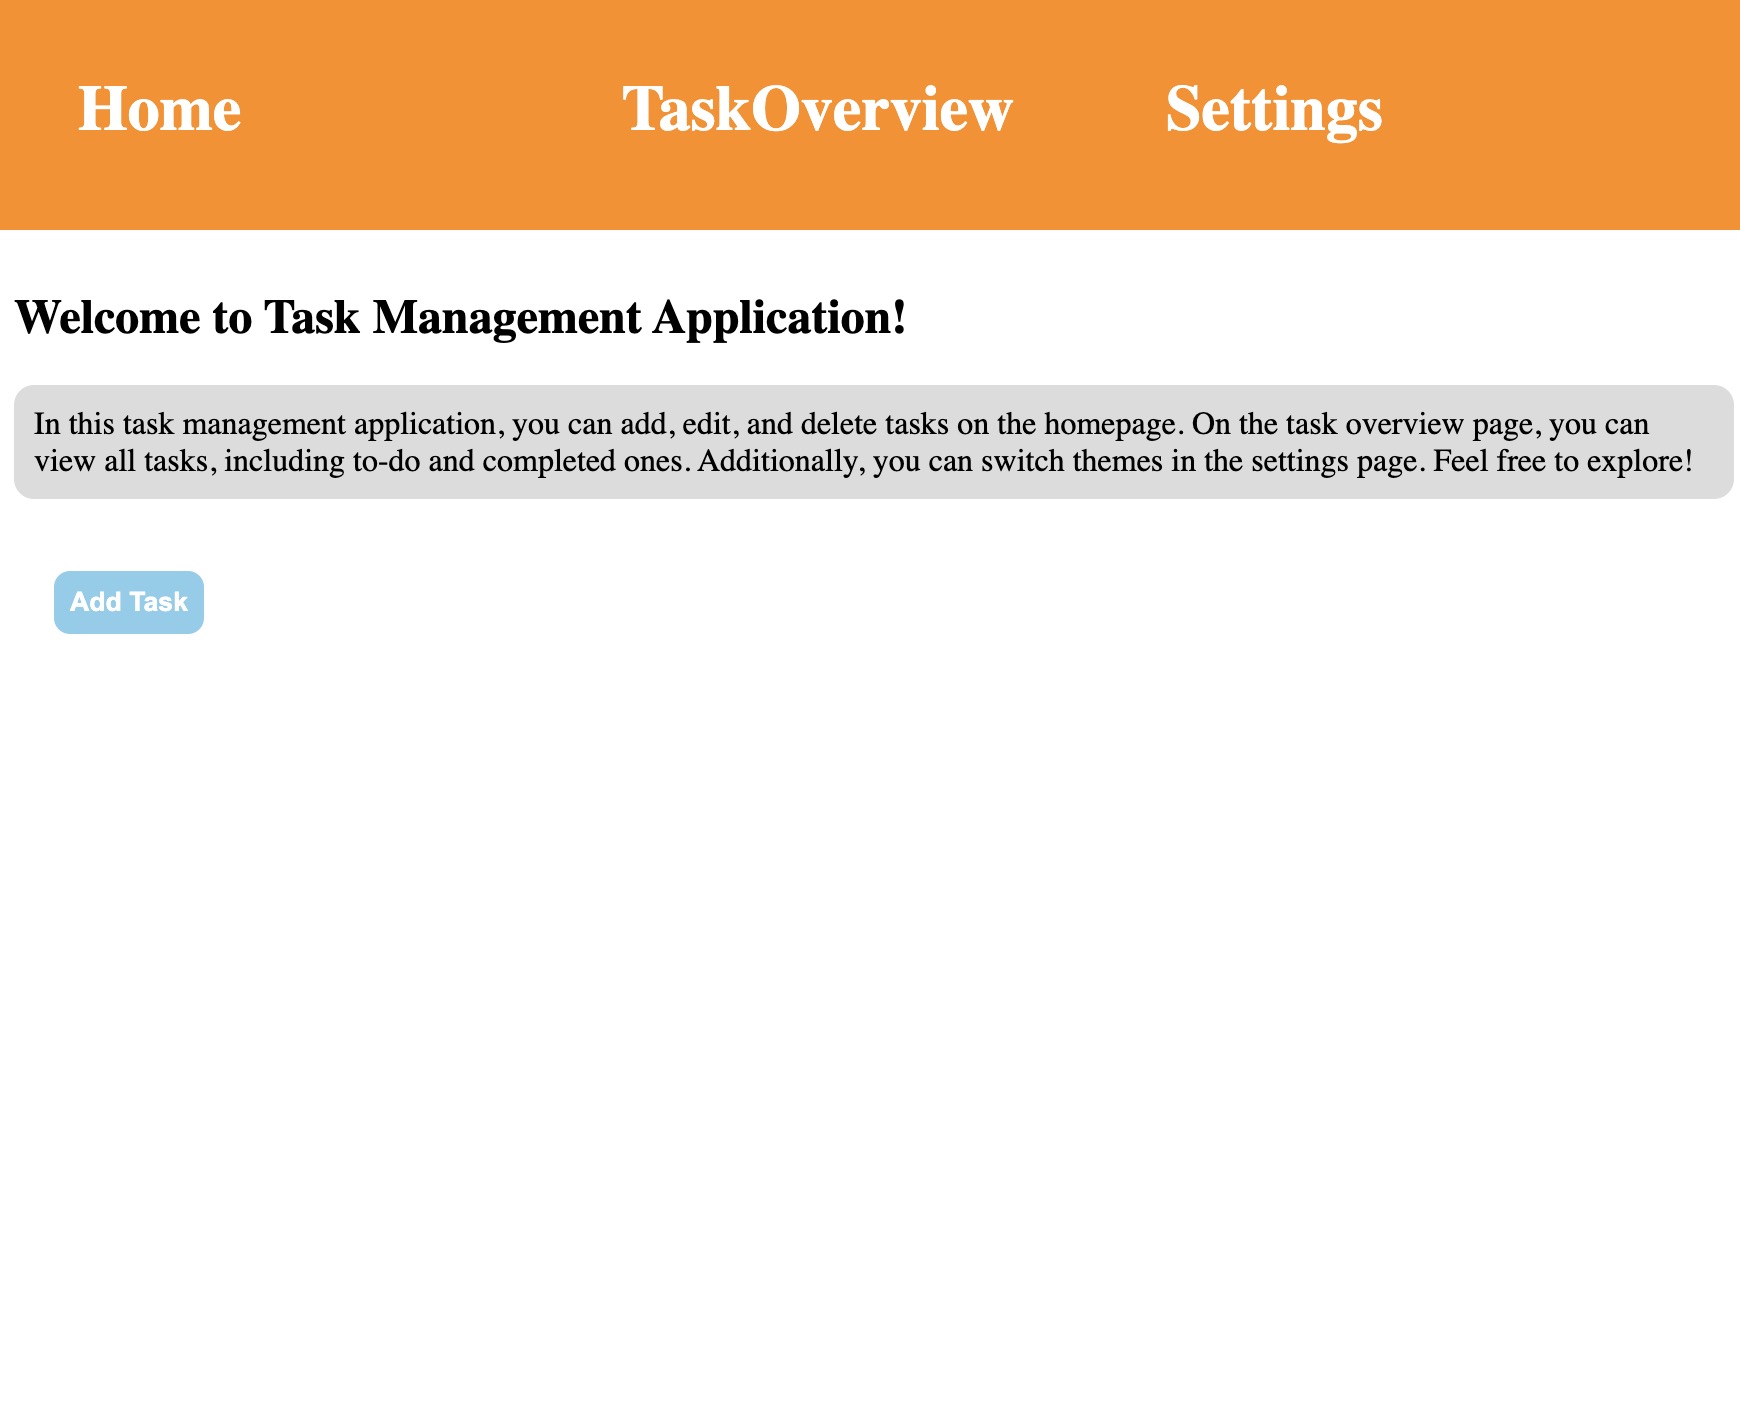 Home TaskOverview Settings
Welcome to Task Management Application!
In this task management application, you can add, edit, and delete tasks on the homepage. On the task overview page, you can
view all tasks, including to-do and completed ones. Additionally, you can switch themes in the settings page. Feel free to explore!
Add Task